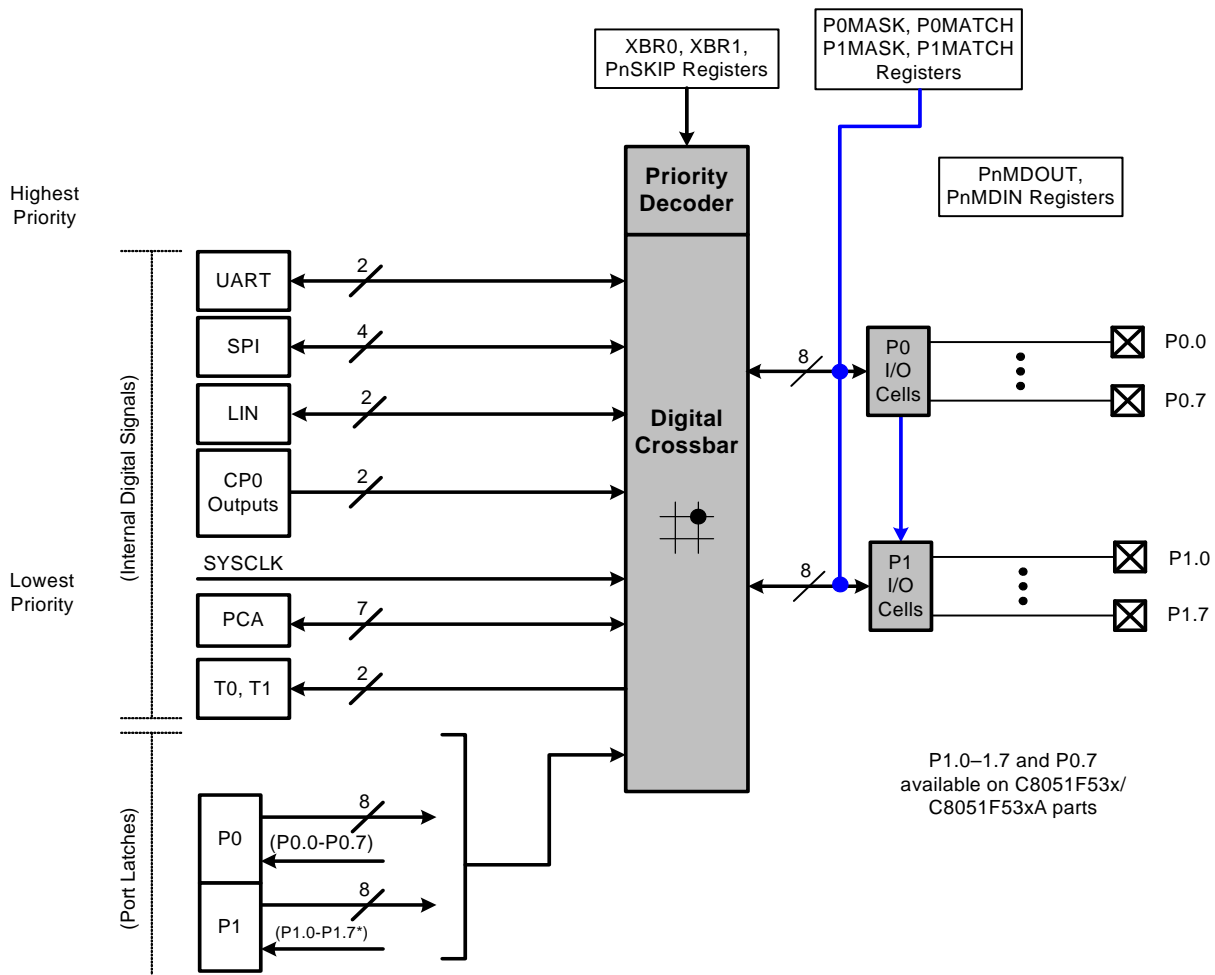 XBR0, XBR1,
PnSKIP Registers
P0MASK, P0MATCH
P1MASK, P1MATCH
Registers
PnMDOUT,
PnMDIN Registers
Priority
Decoder
Highest
Priority
(Internal Digital Signals)
Lowest
Priority
UART
2
SPI
4
LIN
2
CP0
Outputs
2
SYSCLK
PCA
7
T0, T1
2
Digital
Crossbar
8
P0
I/O
Cells
P0.0
P0.7
8
P1
I/O
Cells
P1.0
P1.7
(Port Latches)
P0
8
(P0.0-P0.7)
P1
8
(P1.0-P1.7*)
P1.0–1.7 and P0.7
available on C8051F53x/
C8051F53xA parts